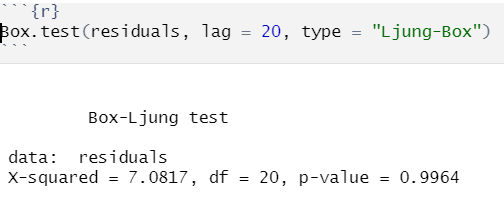 ```{r}
Box.test(residuals, lag = 20, type = "Ljung-Box")
```
Box-Ljung test
data:  residuals
X-squared = 7.0817, df = 20, p-value = 0.9964